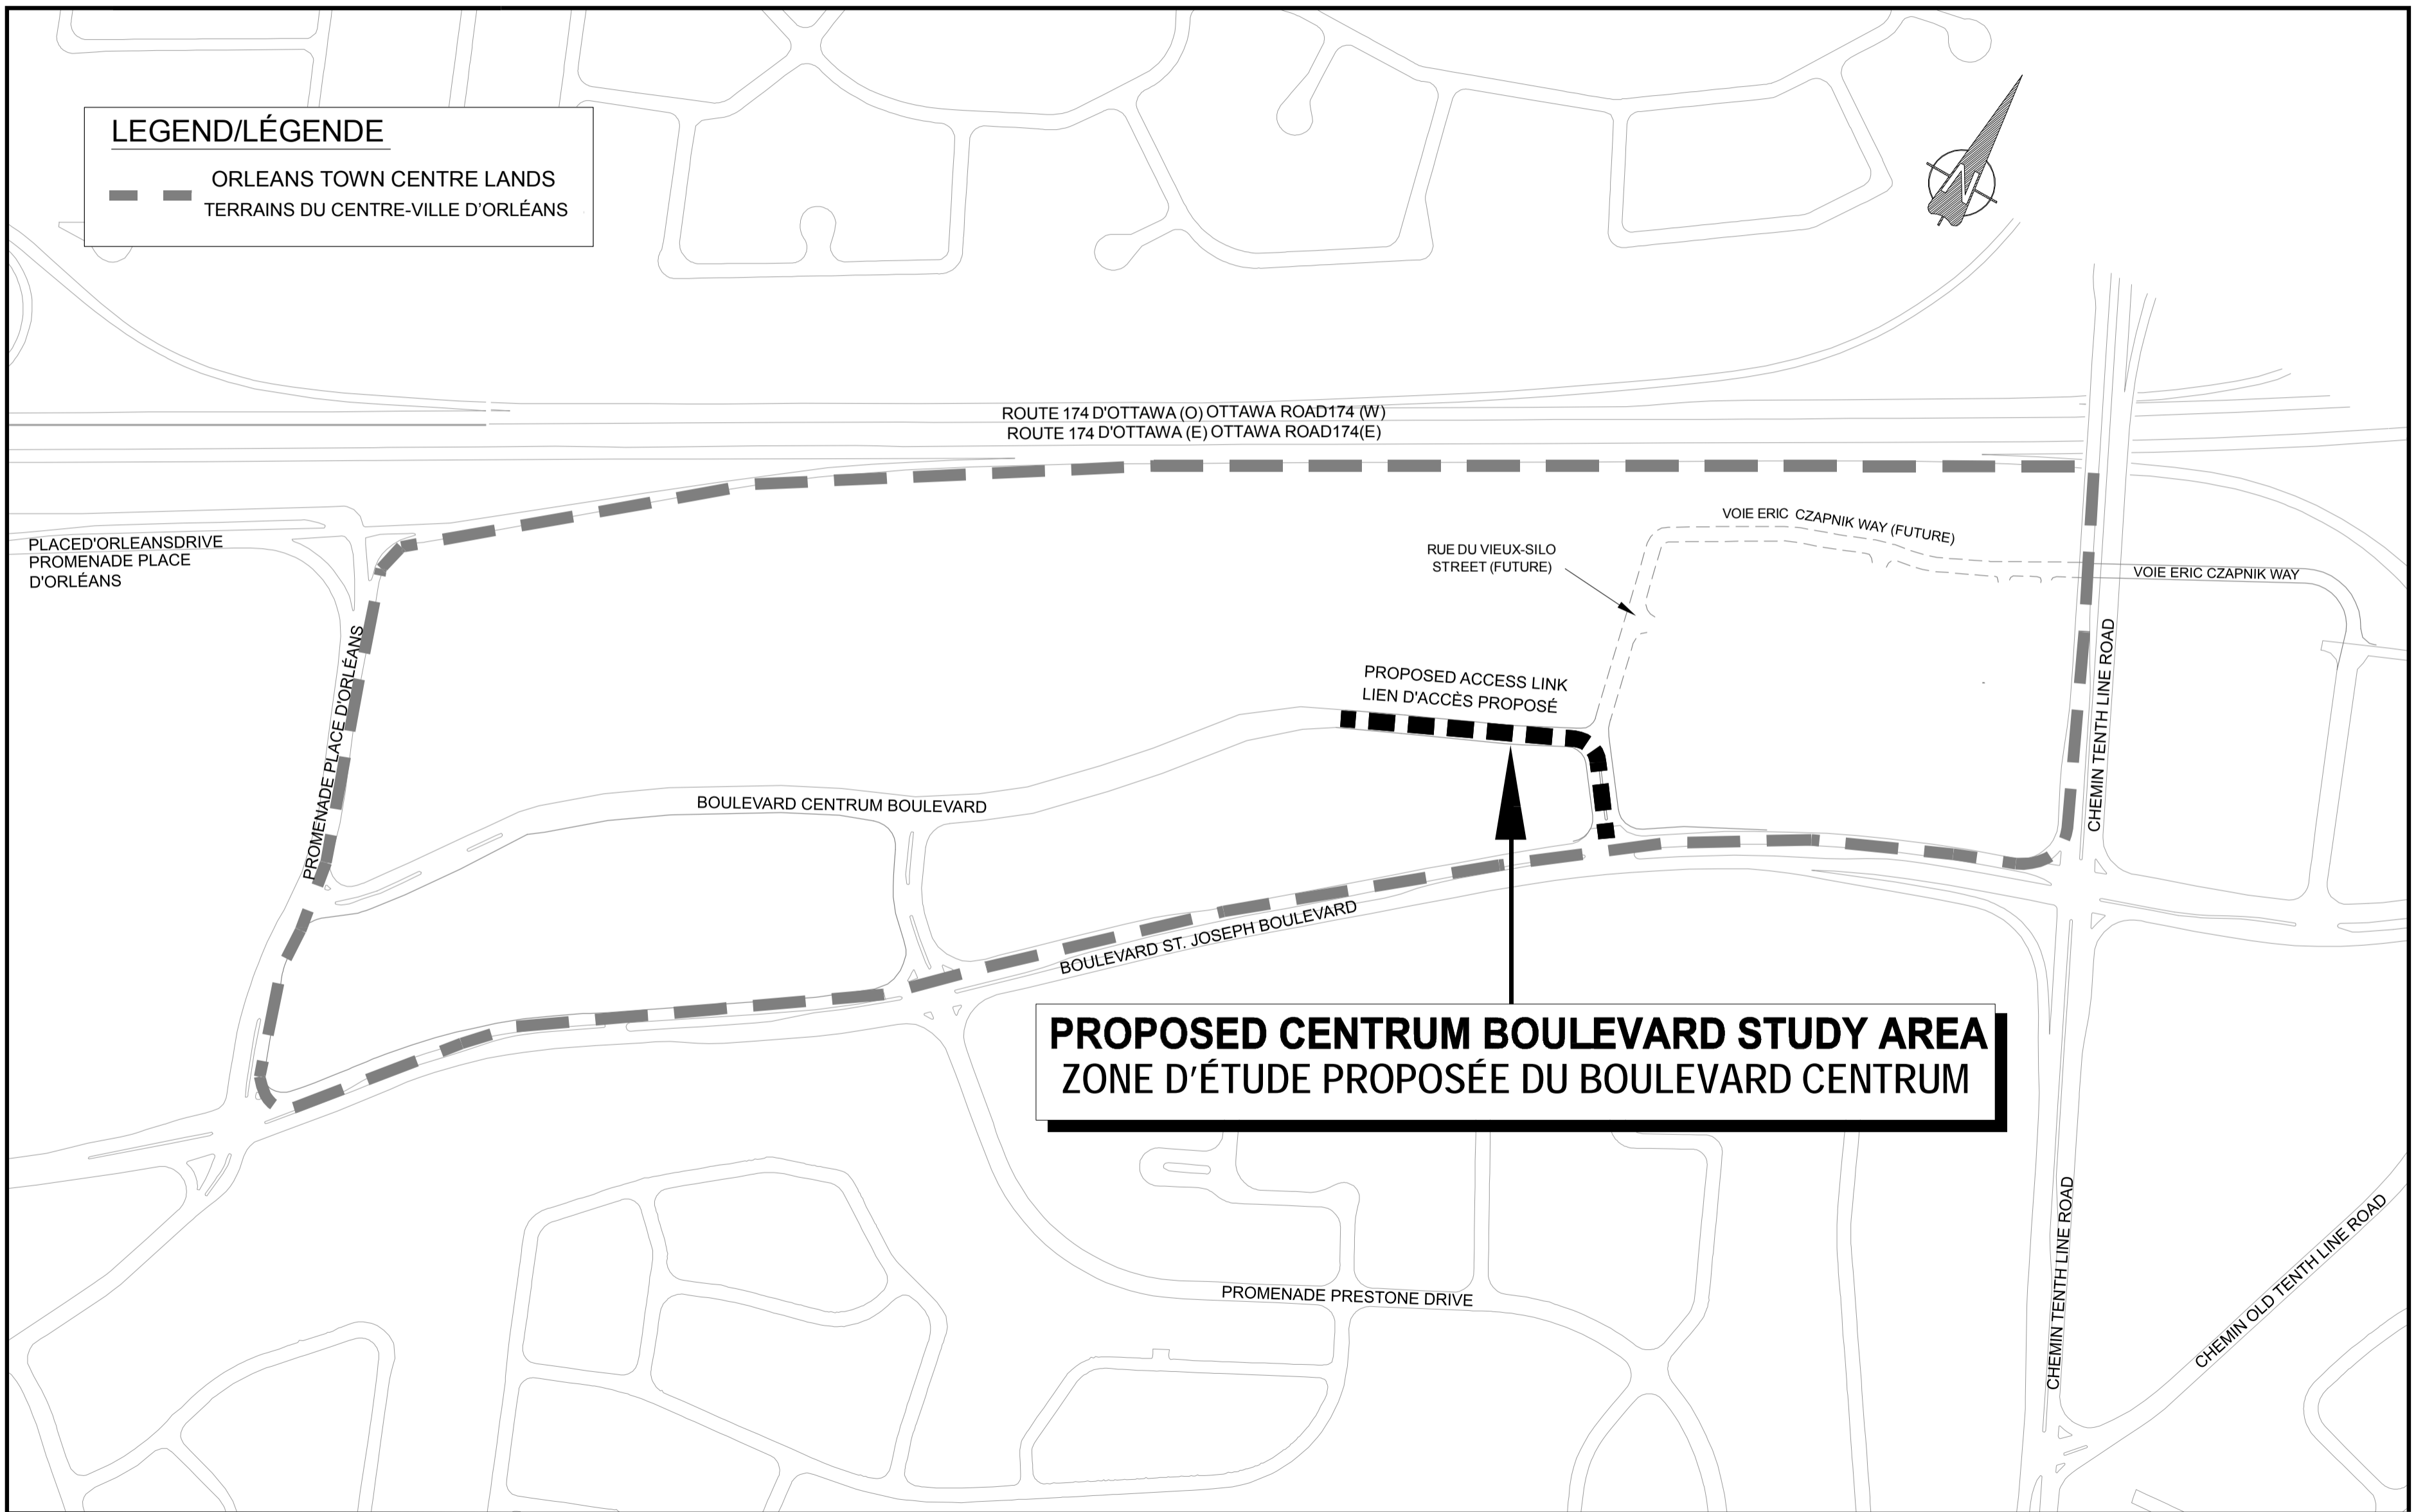 LEGEND/LÉGENDE
ORLEANS TOWN CENTRE LANDS
TERRAINS DU CENTRE-VILLE D'ORLÉANS
N
ROUTE 174 D'OTTAWA (O) OTTAWA ROAD174 (W)
ROUTE 174 D'OTTAWA (E) OTTAWA ROAD174(E)
PLACED'ORLEANSDRIVE
PROMENADE PLACE
D'ORLÉANS
VOIE ERIC CZAPNIK WAY (FUTURE)
RUE DU VIEUX-SILO
STREET (FUTURE)
VOIE ERIC CZAPNIK WAY
PROMENADE PLACE D'ORLÉANS
CHEMIN TENTH LINE ROAD
PROPOSED ACCESS LINK
LIEN D'ACCÈS PROPOSÉ
BOULEVARD CENTRUM BOULEVARD
BOULEVARD ST. JOSEPH BOULEVARD
PROPOSED CENTRUM BOULEVARD STUDY AREA
ZONE D'ÉTUDE PROPOSÉE DU BOULEVARD CENTRUM
PROMENADE PRESTONE DRIVE
CHEMIN TENTH LINE ROAD
CHEMIN OLD TENTH LINE ROAD